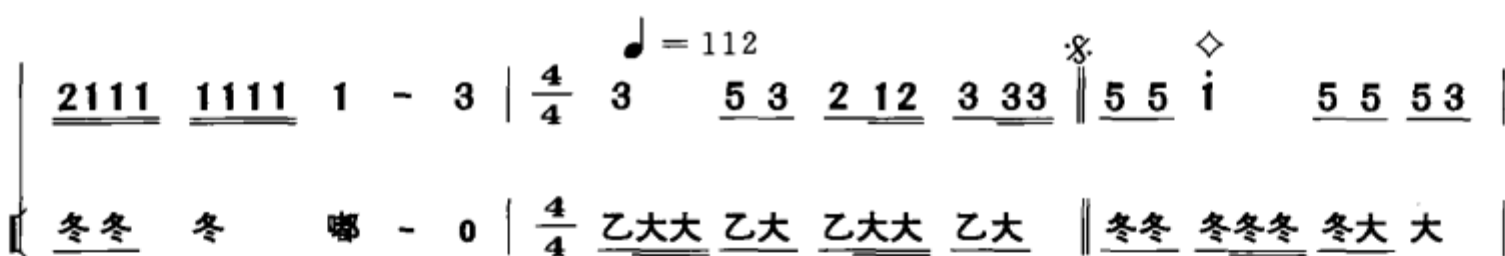 ♩ = 112
2111 1111 1 - 3 | 4/4 3 5 3 2 12 3 33 ‖ 5 5 i 5 5 5 3 |
冬冬 冬 嘟 - 0 | 4/4 乙大大 乙大 乙大大 乙大 ‖ 冬冬 冬冬冬 冬大 大 |